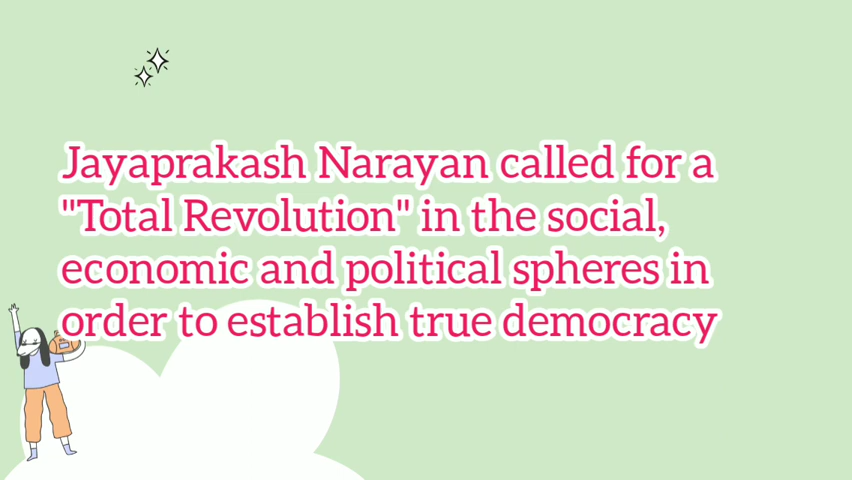 Jayaprakash Narayan called for a
"Total Revolution" in the social,
economic and political spheres in
order to establish true democracy